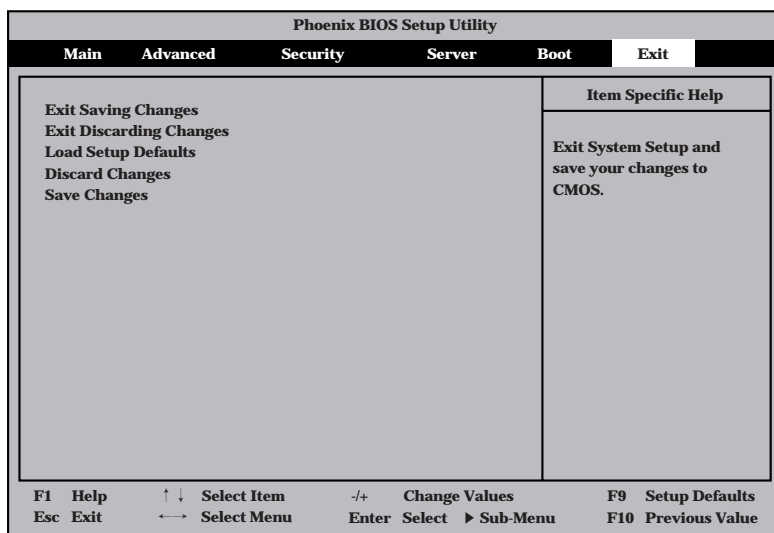 Phoenix BIOS Setup Utility
Main Advanced Security Server Boot Exit
Exit Saving Changes
Exit Discarding Changes
Load Setup Defaults
Discard Changes
Save Changes
Item Specific Help
Exit System Setup and
save your changes to
CMOS.
F1 Help ↑↓ Select Item -/+ Change Values F9 Setup Defaults
Esc Exit ←→ Select Menu Enter Select ▶ Sub-Menu F10 Previous Value